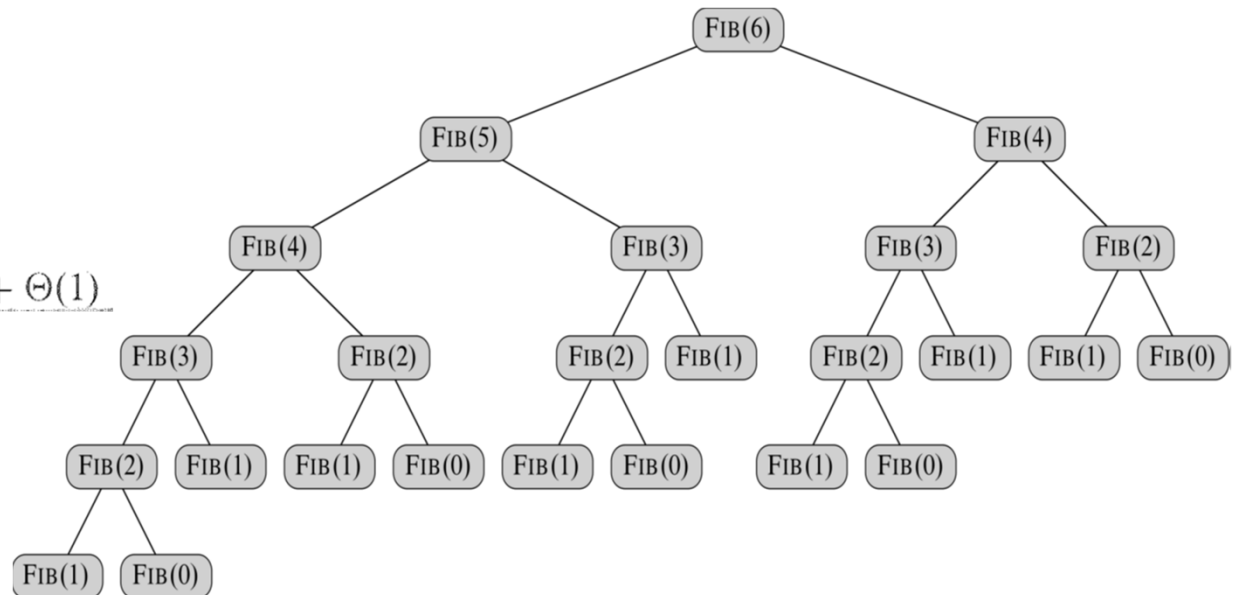 FIB(6)
FIB(5) FIB(4)
FIB(4) FIB(3) FIB(3) FIB(2)
– Θ(1)
FIB(3) FIB(2) FIB(2) FIB(1) FIB(2) FIB(1) FIB(1) FIB(0)
FIB(2) FIB(1) FIB(1) FIB(0) FIB(1) FIB(0) FIB(1) FIB(0)
FIB(1) FIB(0)